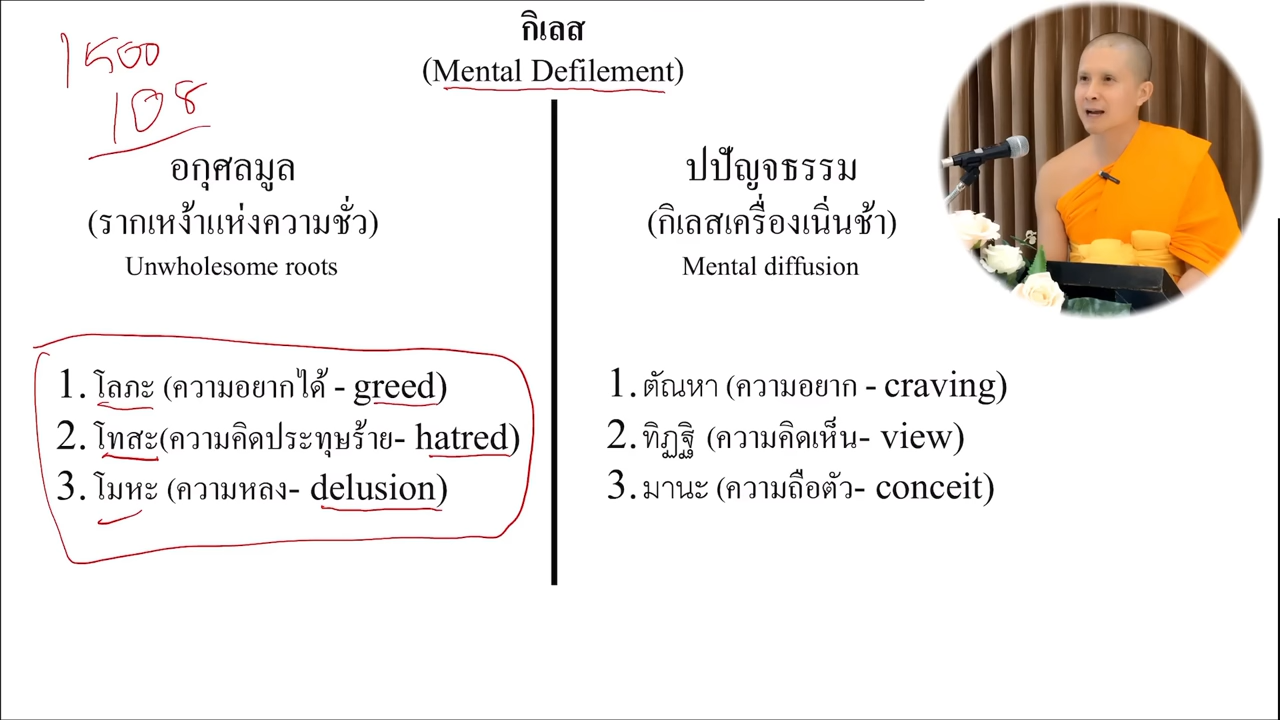 กิเลส
(Mental Defilement)
1500
108
อกุศลมูล
(รากเหง้าแห่งความชั่ว)
Unwholesome roots
1. โลภะ (ความอยากได้ - greed)
2. โทสะ(ความคิดประทุษร้าย- hatred)
3. โมหะ (ความหลง- delusion)
ปปัญจธรรม
(กิเลสเครื่องเนิ่นช้า)
Mental diffusion
1. ตัณหา (ความอยาก - craving)
2. ทิฏฐิ (ความคิดเห็น- view)
3. มานะ (ความถือตัว- conceit)